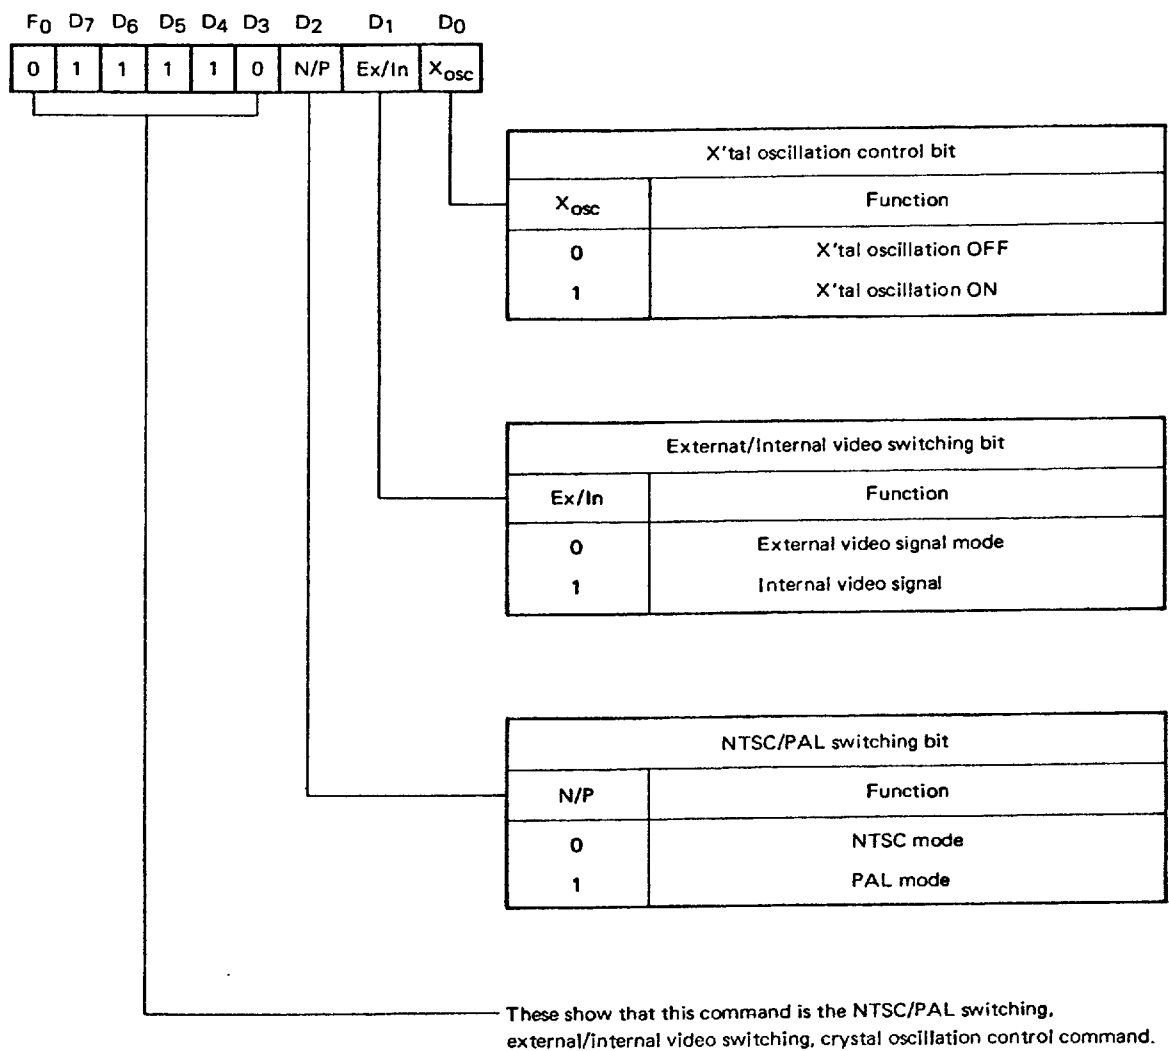 F0 D7 D6 D5 D4 D3 D2 D1 D0
0 1 1 1 1 0 N/P Ex/In Xosc
X'tal oscillation control bit
Xosc Function
0 X'tal oscillation OFF
1 X'tal oscillation ON
Externat/Internal video switching bit
Ex/In Function
0 External video signal mode
1 Internal video signal
NTSC/PAL switching bit
N/P Function
0 NTSC mode
1 PAL mode
These show that this command is the NTSC/PAL switching,
external/internal video switching, crystal oscillation control command.